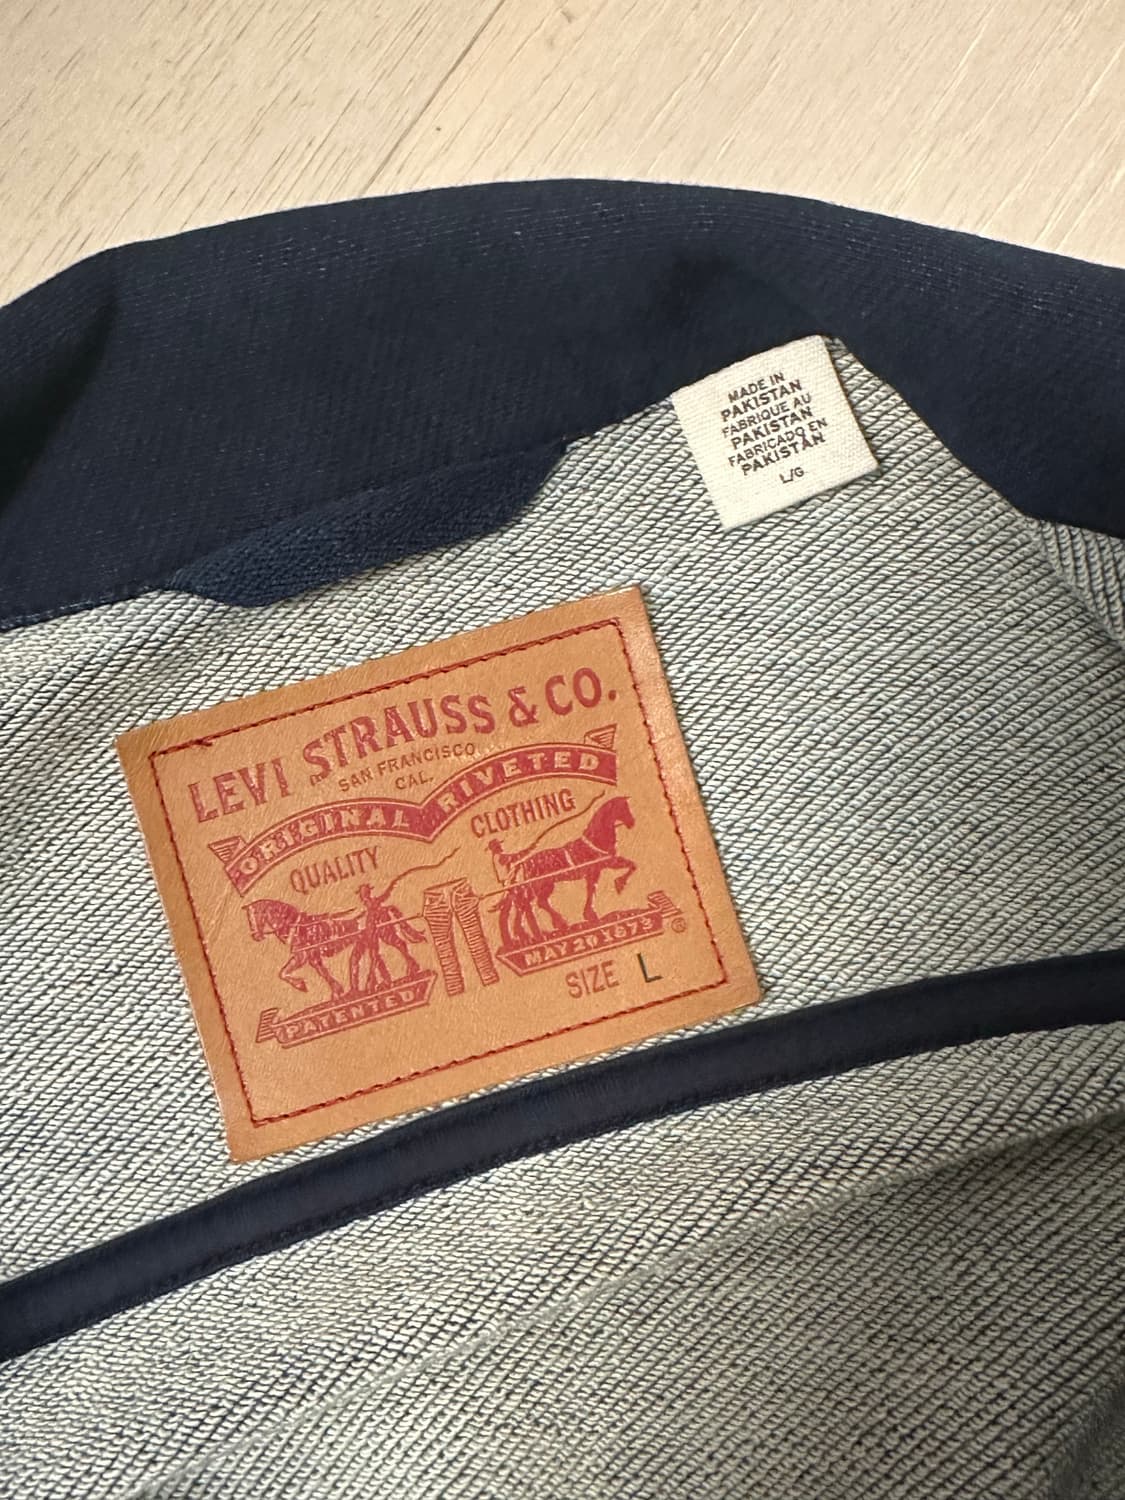 MADE IN
PAKISTAN
FABRIQUE AU
PAKISTAN
FABRICADO EN
PAKISTAN
L/G
LEVI STRAUSS & CO.
SAN FRANCISCO
CAL.
ORIGINAL RIVETED
QUALITY CLOTHING
PATENTED MAY 20 1873 ®
SIZE L